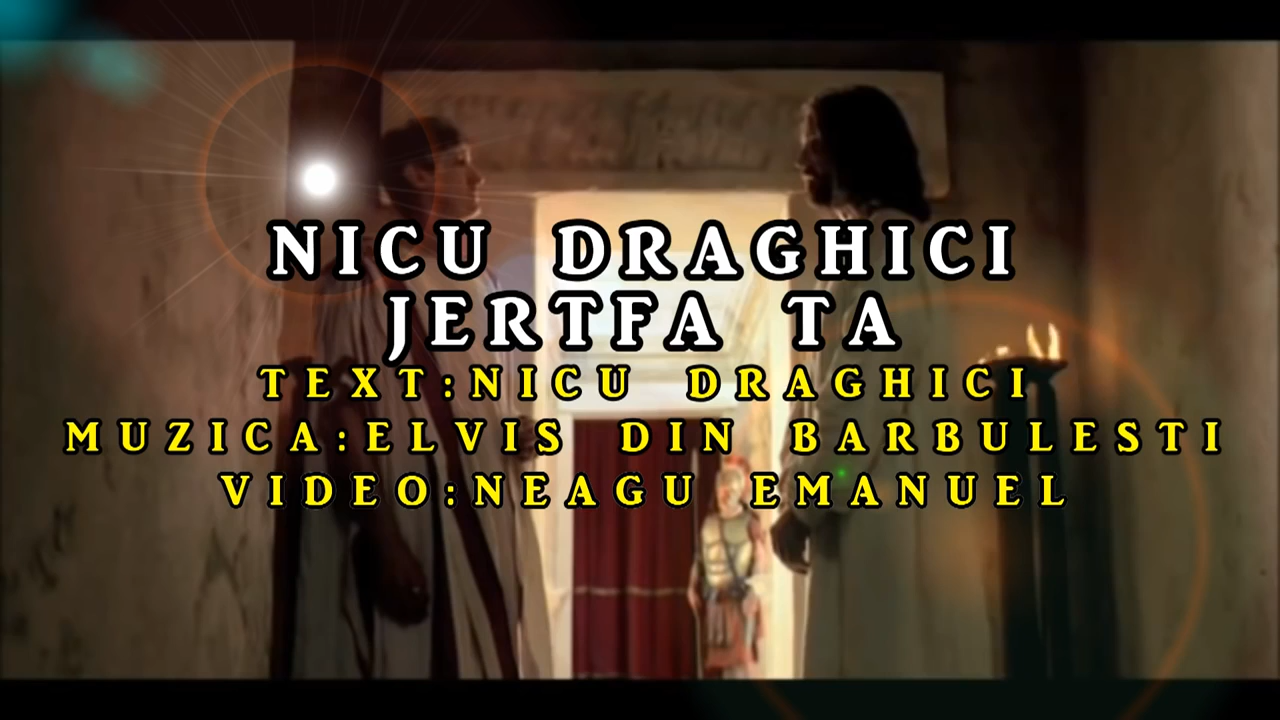 NICU DRAGHICI
JERTFA TA
TEXT:NICU DRAGHICI
MUZICA:ELVIS DIN BARBULESTI
VIDEO:NEAGU EMANUEL